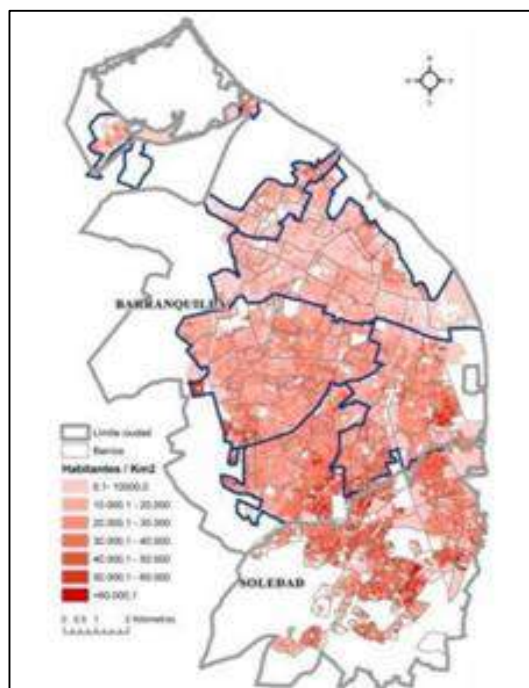 BARRANQUILLA
Límite ciudad
Barrios
Habitantes / Km2
0,1- 10000,0
10.000,1 - 20.000
20.000,1 - 30.000
30.000,1 - 40.000
40.000,1 - 50.000
50.000,1 - 60.000
>60.000,1
SOLEDAD
0 0,5 1 2 Kilometros